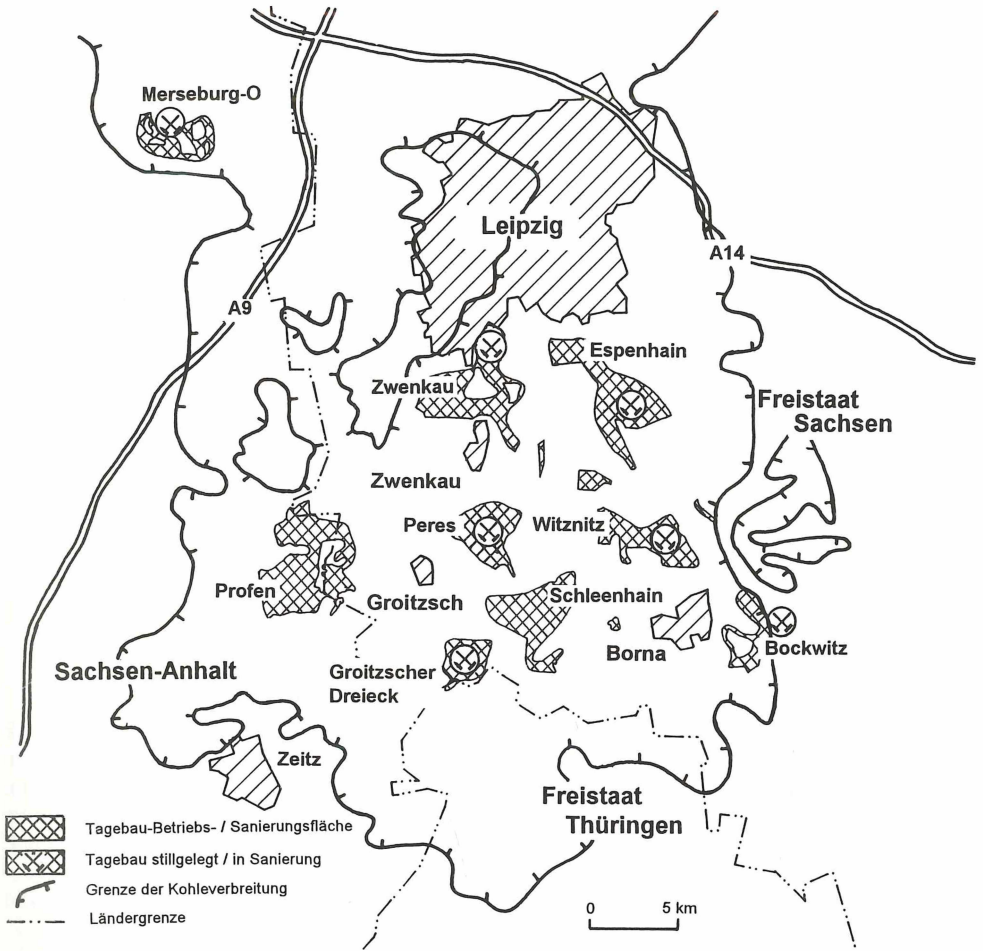 Merseburg-O
Leipzig
A14
A9
Espenhain
Zwenkau
Freistaat
Sachsen
Zwenkau
Peres
Witznitz
Profen
Groitzsch
Schleenhain
Borna
Bockwitz
Sachsen-Anhalt
Groitzscher
Dreieck
Zeitz
Freistaat
Thüringen
Tagebau-Betriebs- / Sanierungsfläche
Tagebau stillgelegt / in Sanierung
Grenze der Kohleverbreitung
Ländergrenze
0 5 km